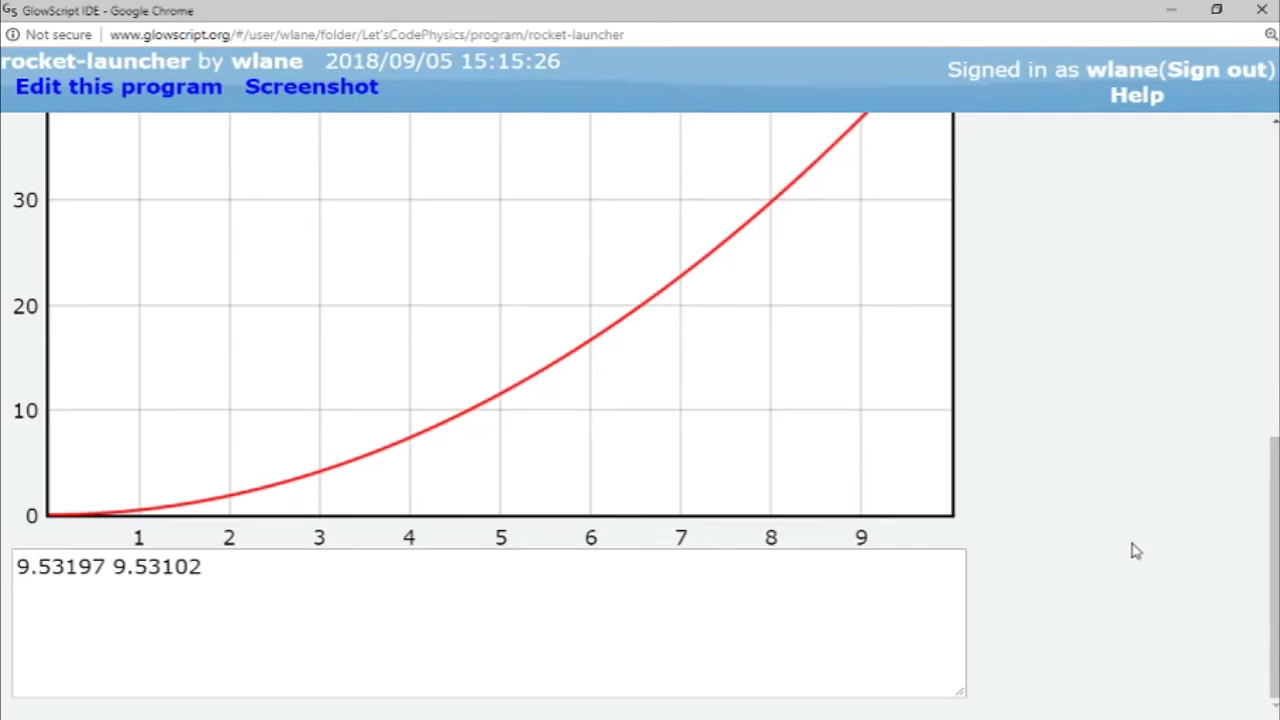 GlowScript IDE - Google Chrome
Not secure www.glowscript.org/#/user/wlane/folder/Let'sCodePhysics/program/rocket-launcher
rocket-launcher by wlane 2018/09/05 15:15:26
Signed in as wlane(Sign out)
Edit this program Screenshot
Help
30
20
10
0
1 2 3 4 5 6 7 8 9
9.53197 9.53102